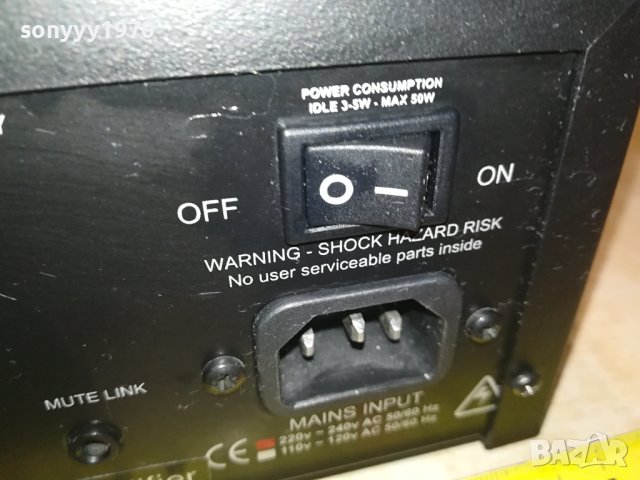 sonyyy1976
POWER CONSUMPTION
IDLE 3-5W - MAX 50W
OFF
O
ON
WARNING - SHOCK HAZARD RISK
No user serviceable parts inside
MUTE LINK
MAINS INPUT
CE
220v - 240v AC 50/60 Hz
110v - 120v AC 50/60 Hz
bazar